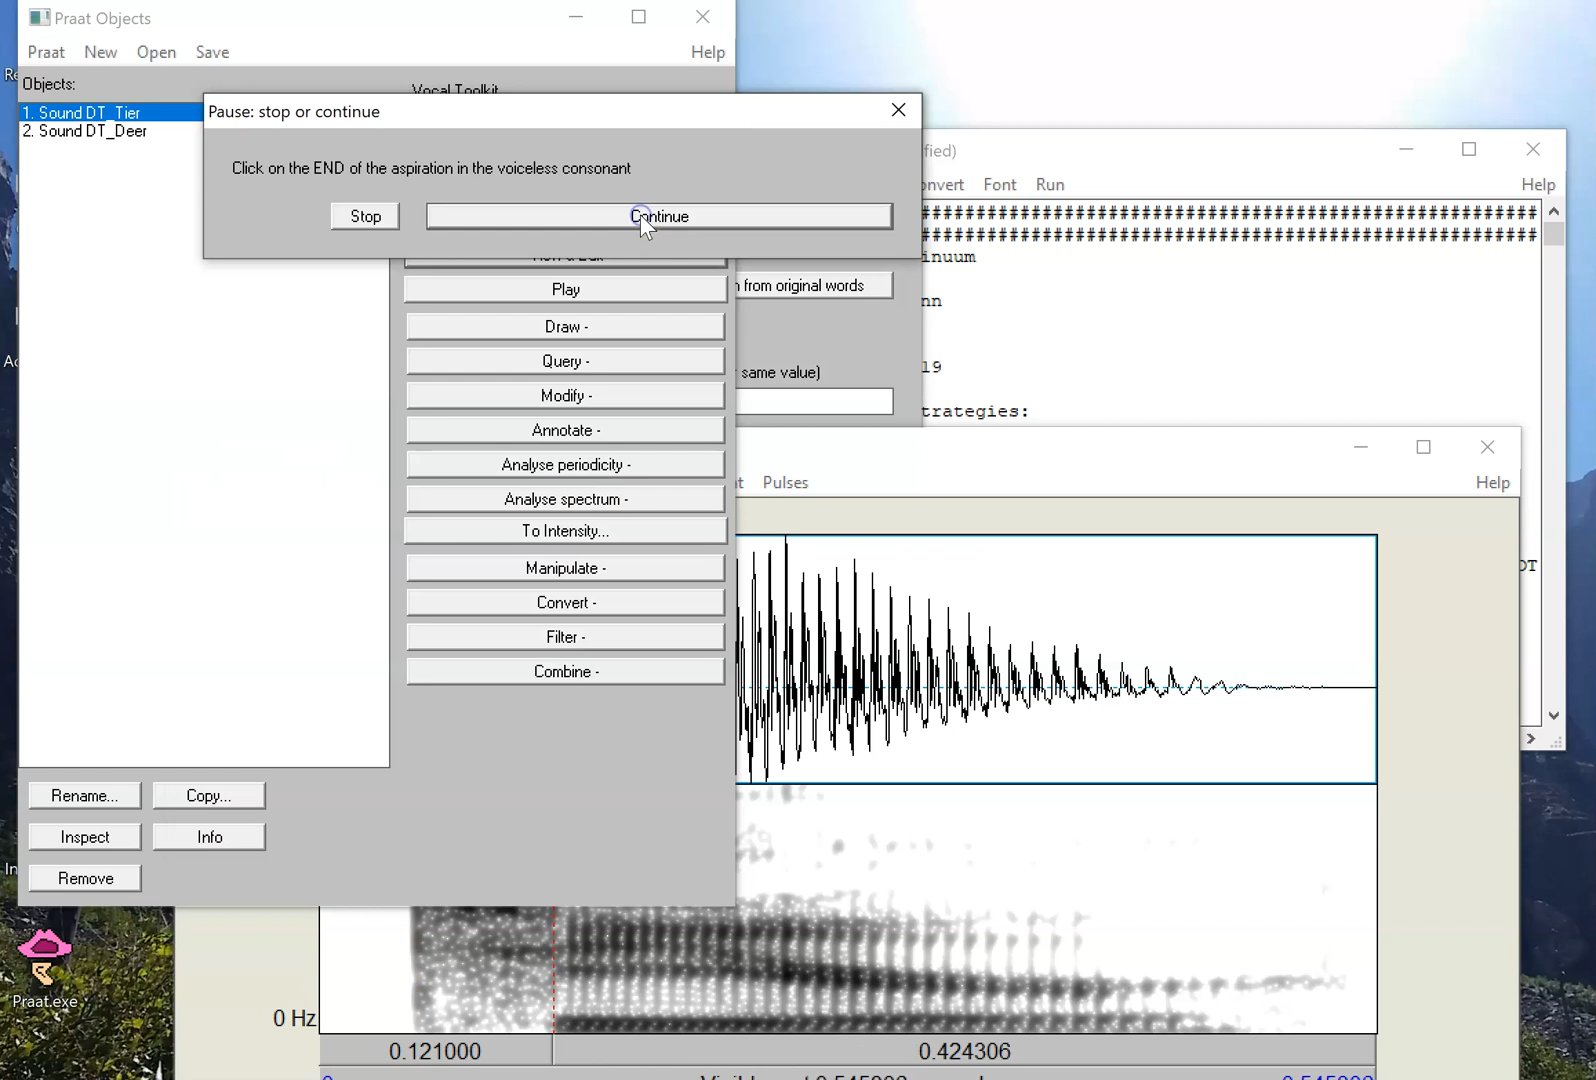 Praat Objects
Praat New Open Save Help
Objects:
1. Sound DT_Tier
2. Sound DT_Deer
Vocal Toolkit
Pause: stop or continue
Click on the END of the aspiration in the voiceless consonant
Stop Continue
Play
Draw -
Query -
Modify -
Annotate -
Analyse periodicity -
Analyse spectrum -
To Intensity...
Manipulate -
Convert -
Filter -
Combine -
Rename... Copy...
Inspect Info
Remove
from original words
same value)
fied)
nvert Font Run Help
################################################
################################################
inuum
nn
19
trategies:
DT
Pulses Help
0 Hz
0.121000 0.424306
Praat.exe